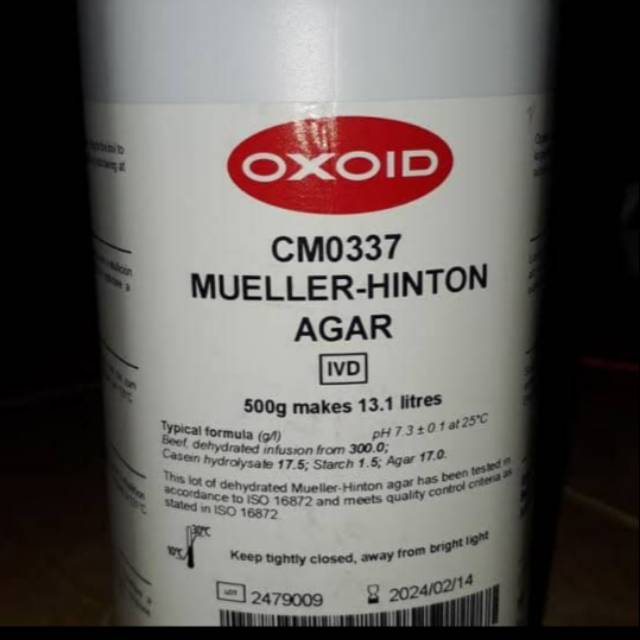 OXOID
CM0337
MUELLER-HINTON
AGAR
IVD
500g makes 13.1 litres
Typical formula (g/l) pH 7.3 ± 0.1 at 25°C
Beef, dehydrated infusion from 300.0;
Casein hydrolysate 17.5; Starch 1.5; Agar 17.0.
This lot of dehydrated Mueller-Hinton agar has been tested in
accordance to ISO 16872 and meets quality control criteria as
stated in ISO 16872
30°C
10°C
Keep tightly closed, away from bright light
LOT 2479009 2024/02/14